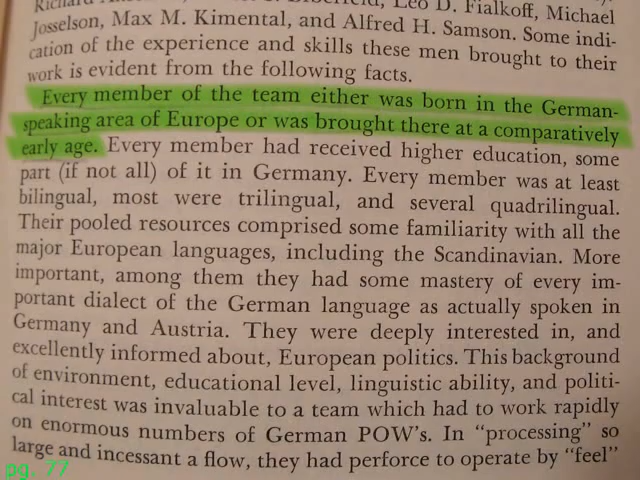 Richard
Leo D. Fialkoff, Michael
Josselson, Max M. Kimental, and Alfred H. Samson. Some indi-
cation of the experience and skills these men brought to their
work is evident from the following facts.
Every member of the team either was born in the German-
speaking area of Europe or was brought there at a comparatively
early age. Every member had received higher education, some
part (if not all) of it in Germany. Every member was at least
bilingual, most were trilingual, and several quadrilingual.
Their pooled resources comprised some familiarity with all the
major European languages, including the Scandinavian. More
important, among them they had some mastery of every im-
portant dialect of the German language as actually spoken in
Germany and Austria. They were deeply interested in, and
excellently informed about, European politics. This background
of environment, educational level, linguistic ability, and politi-
cal interest was invaluable to a team which had to work rapidly
on enormous numbers of German POW's. In "processing" so
large and incessant a flow, they had perforce to operate by "feel"
pg. 77